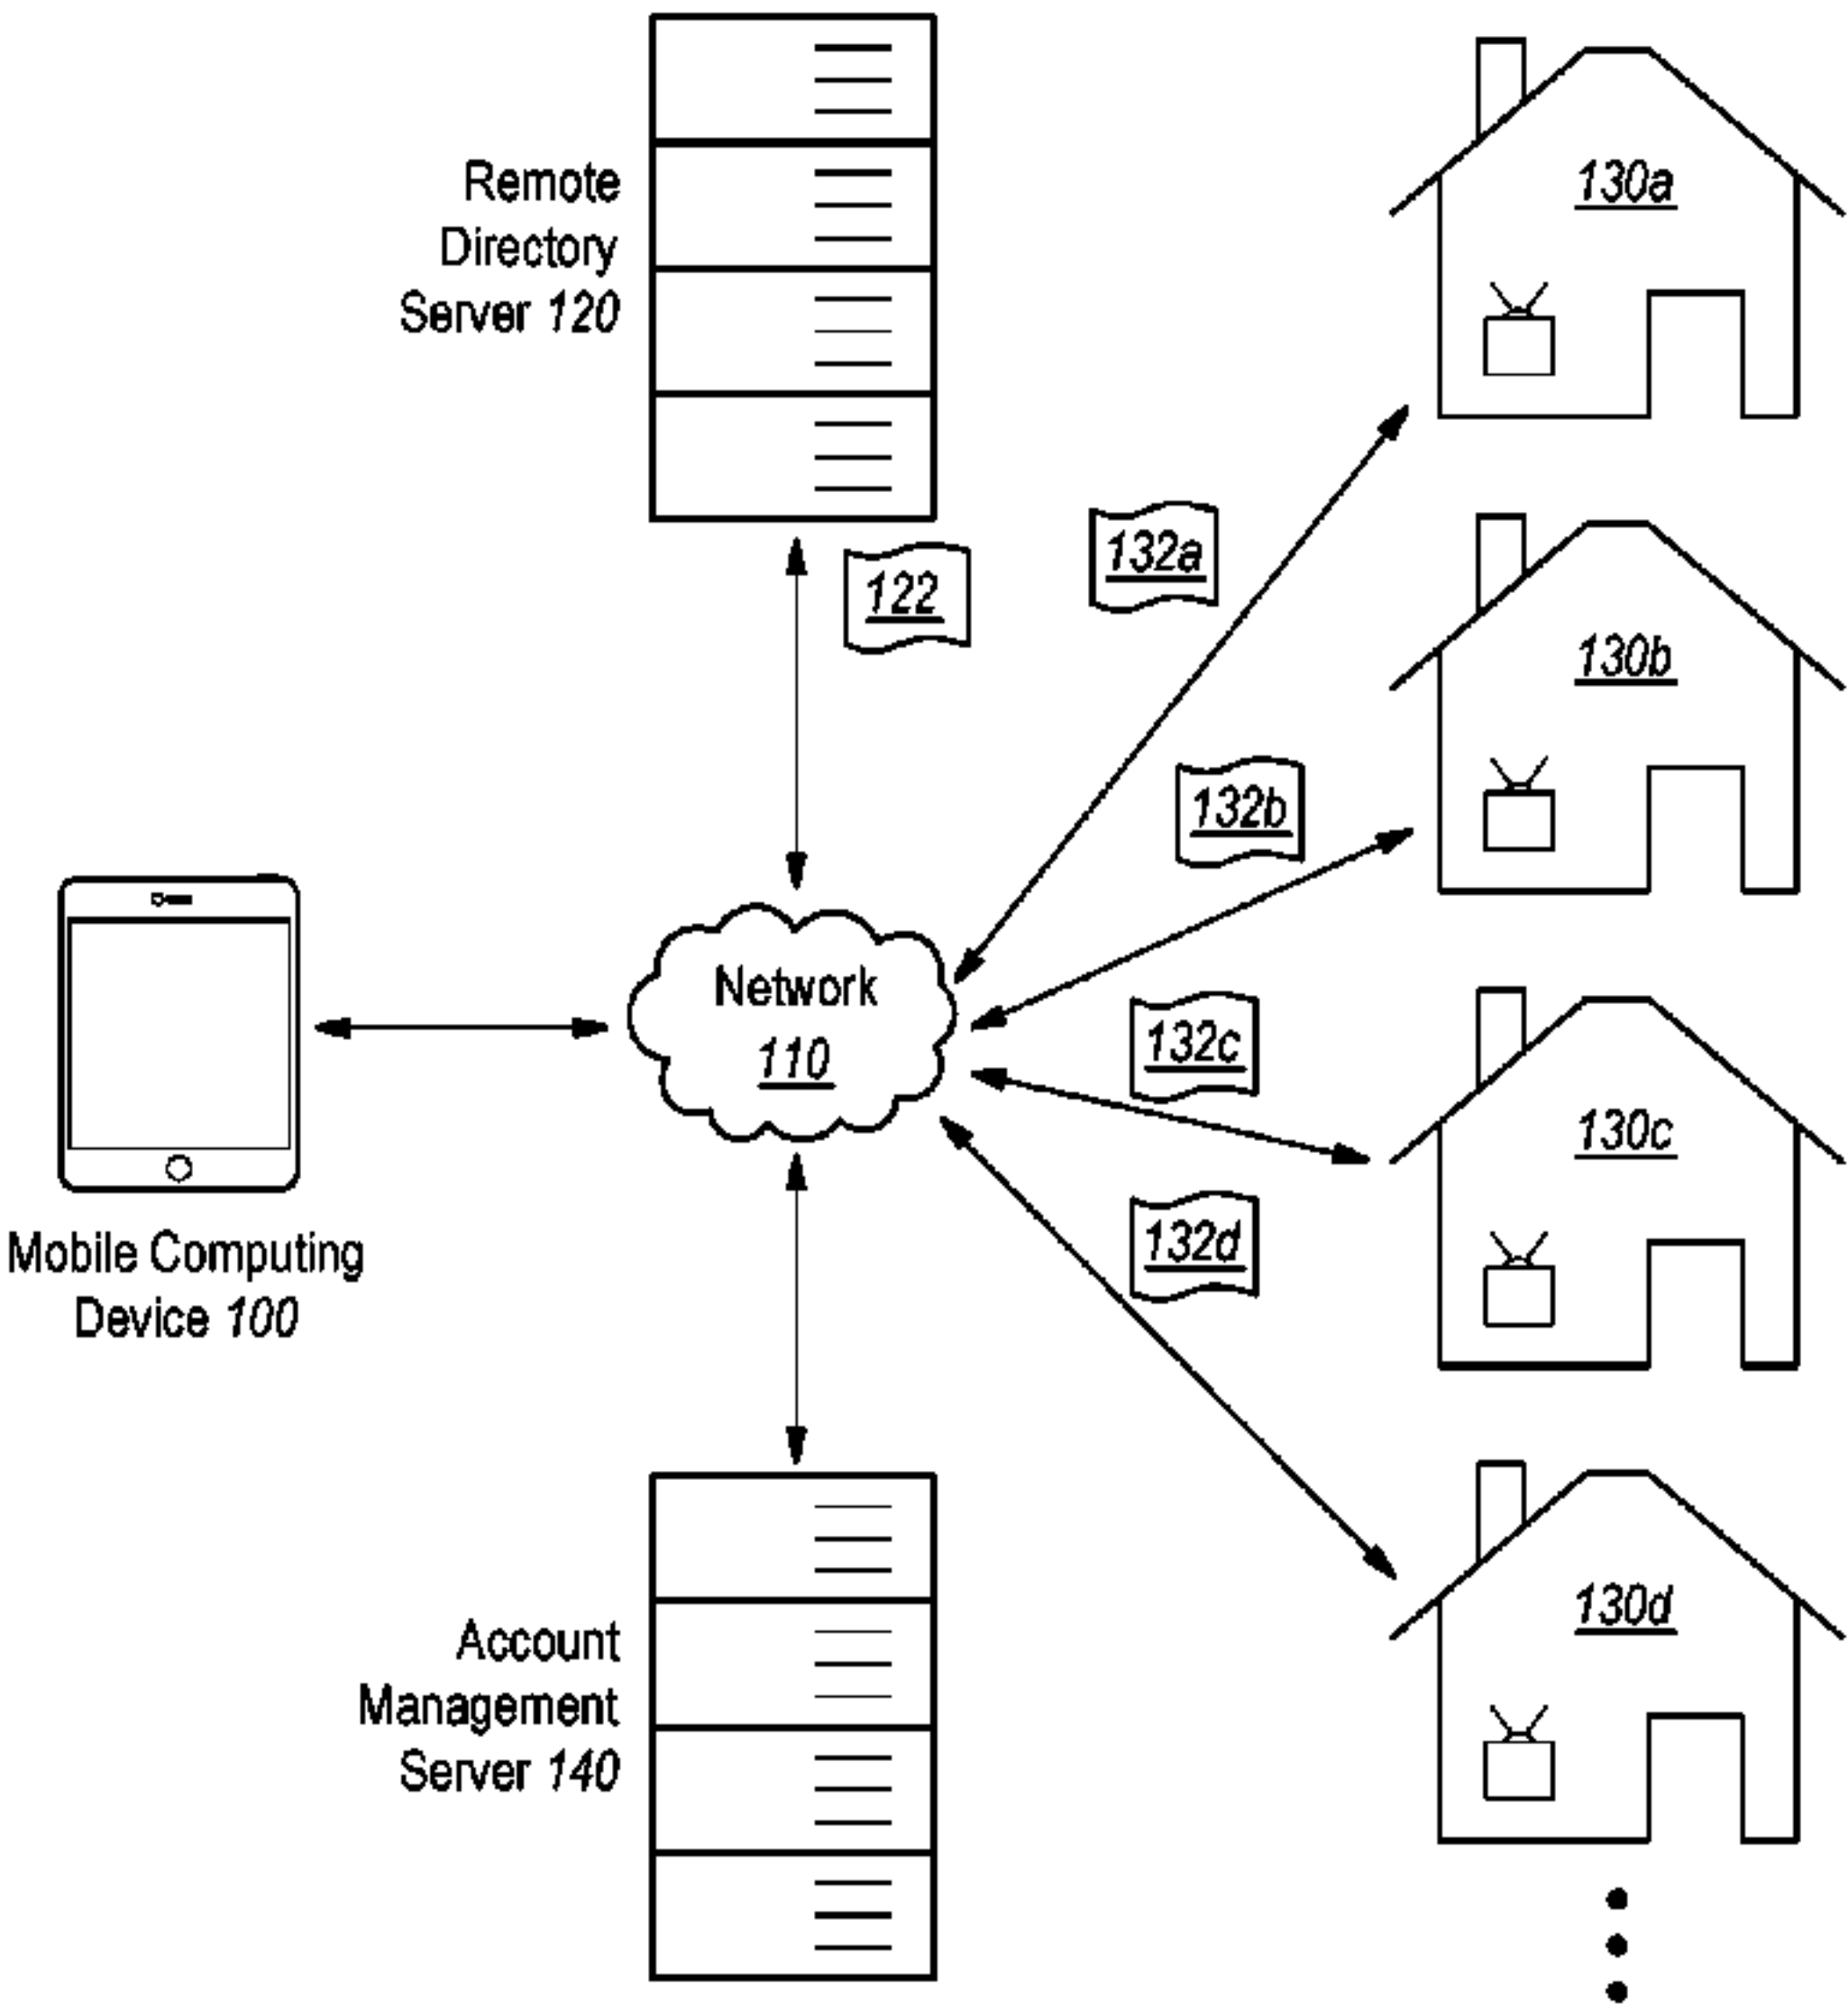 Remote
Directory
Server 120
130a
132a
122
130b
132b
Network
110
132c
130c
132d
Mobile Computing
Device 100
130d
Account
Management
Server 140